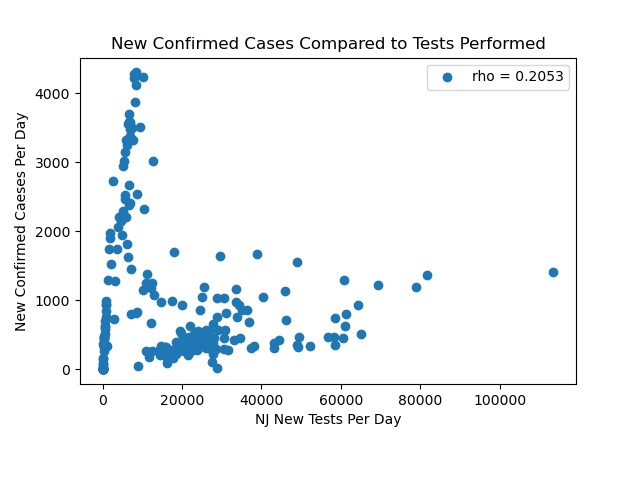 New Confirmed Cases Compared to Tests Performed
rho = 0.2053
New Confirmed Caeses Per Day
4000
3000
2000
1000
0
0 20000 40000 60000 80000 100000
NJ New Tests Per Day